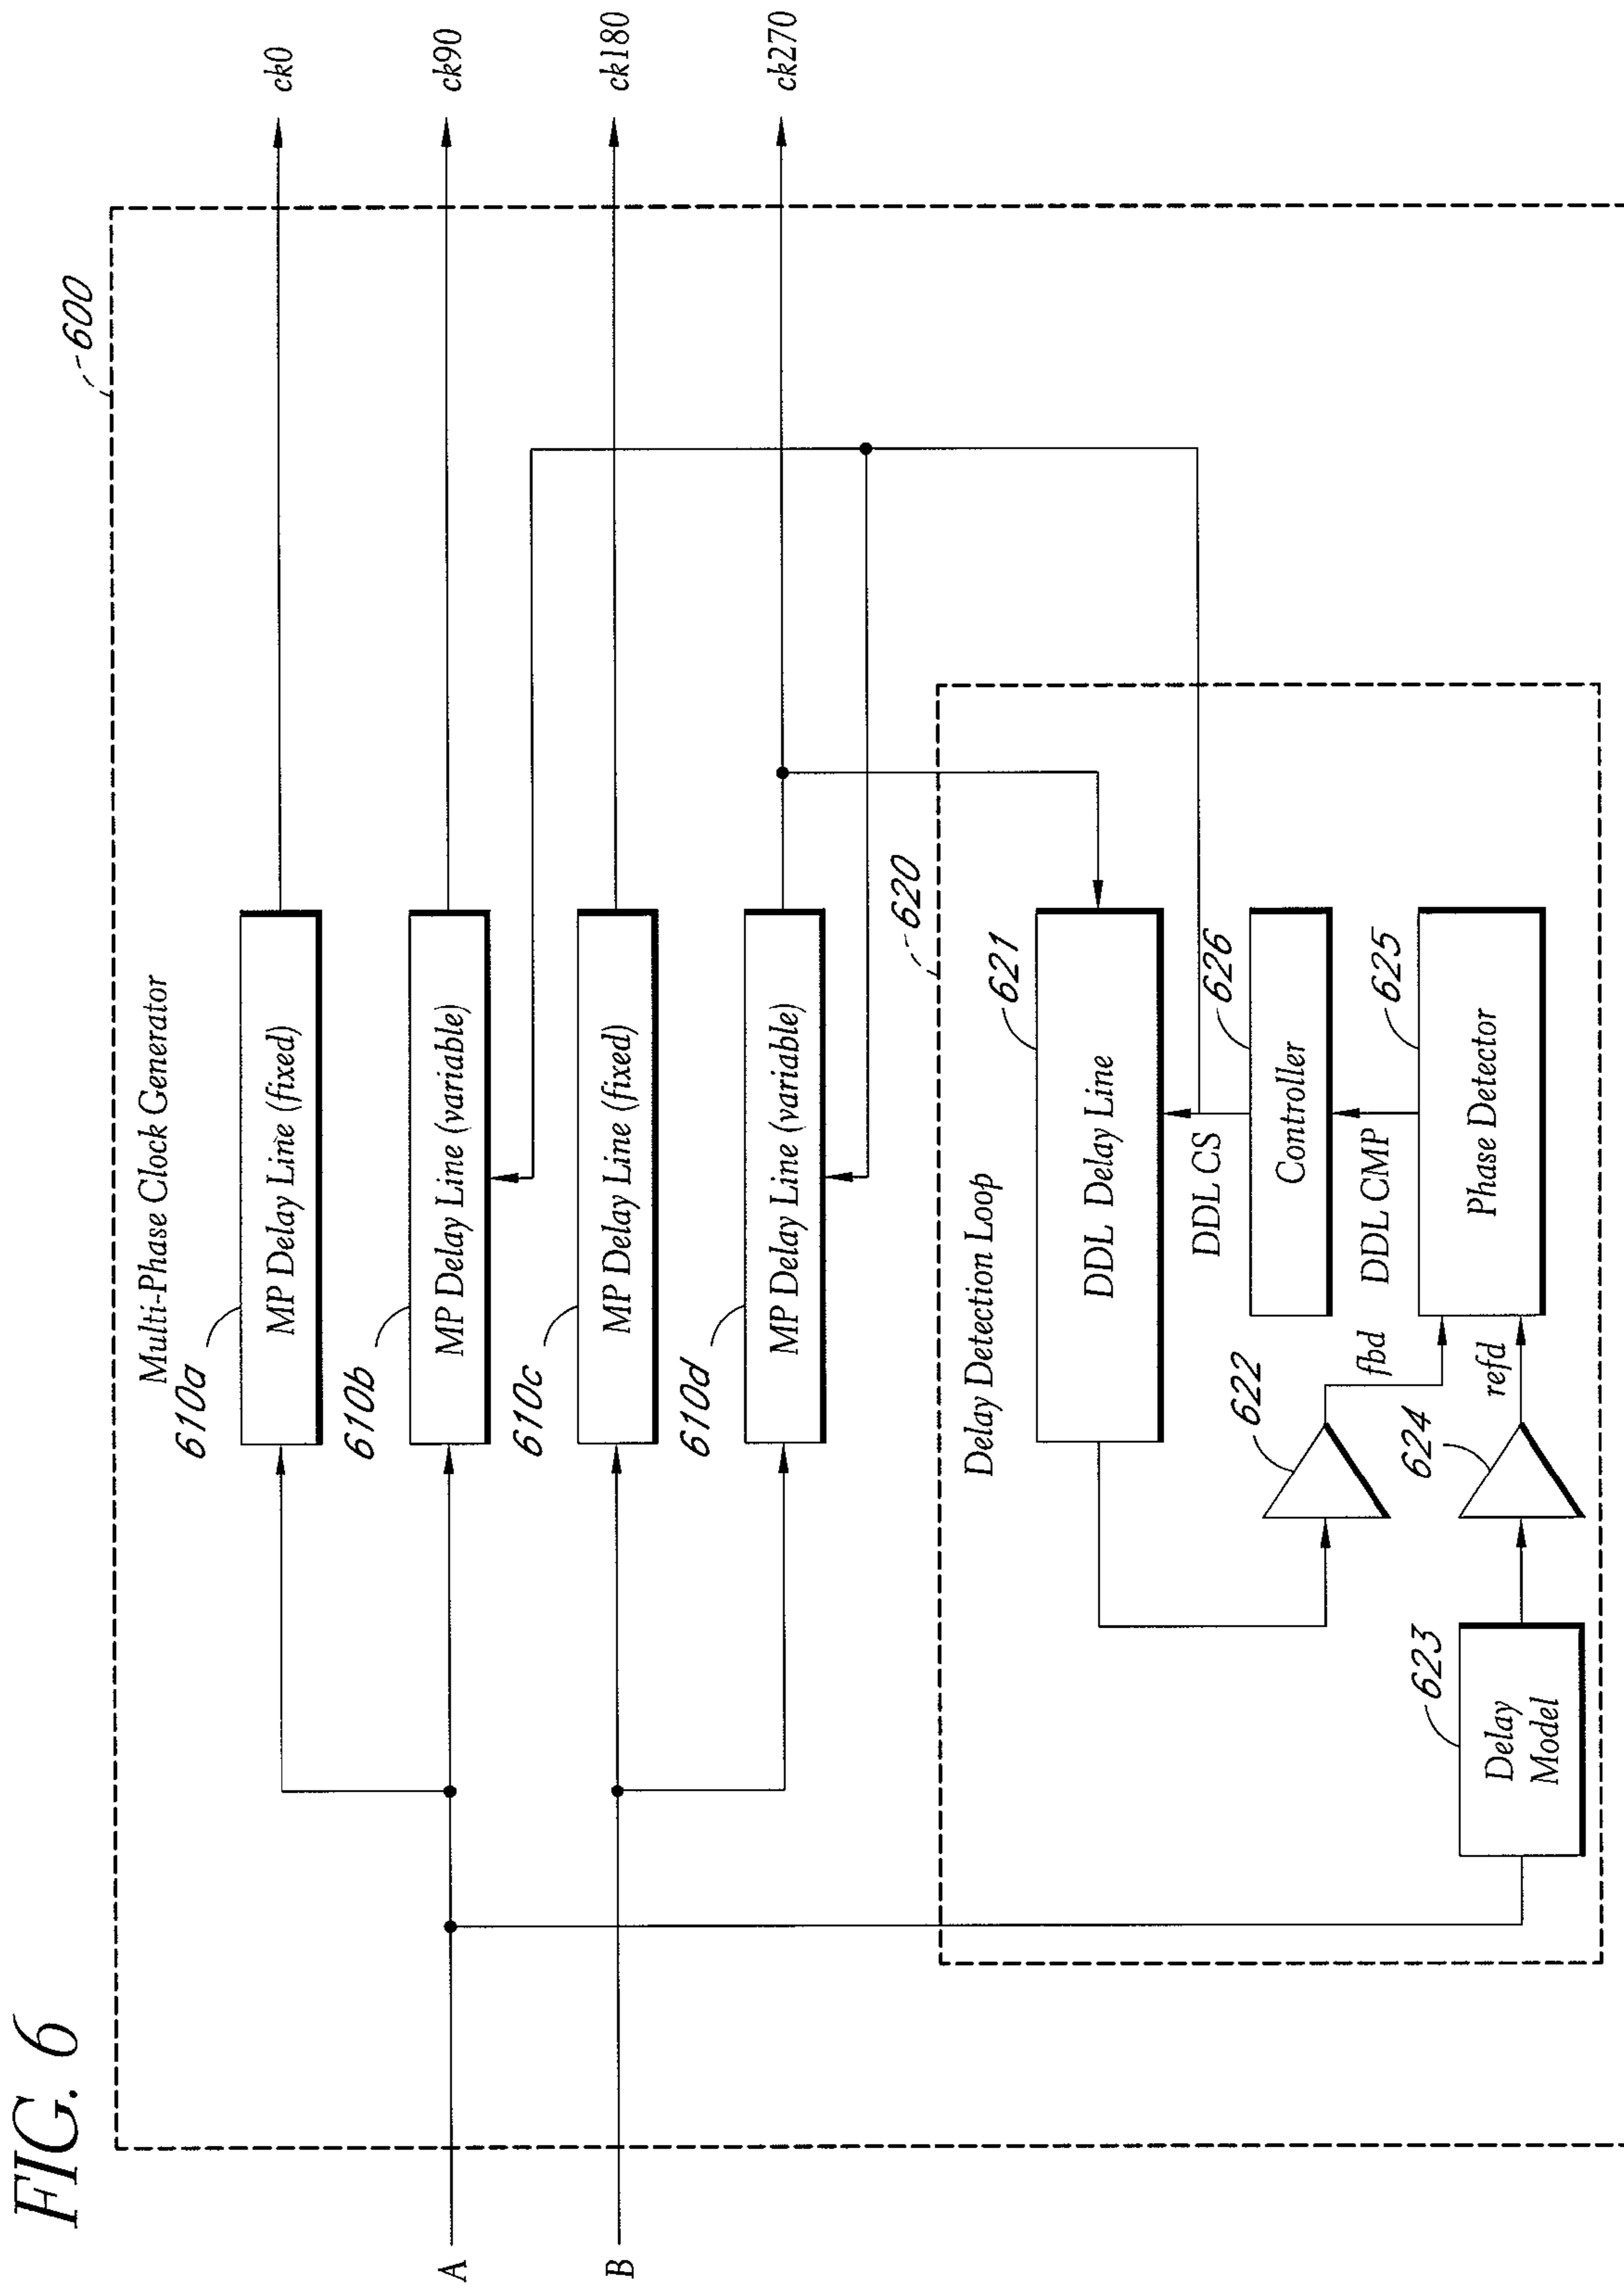 FIG. 6
600
Multi-Phase Clock Generator
610a
MP Delay Line (fixed)
ck0
610b
MP Delay Line (variable)
ck90
610c
MP Delay Line (fixed)
ck180
610d
MP Delay Line (variable)
ck270
A
B
620
Delay Detection Loop
621
DDL Delay Line
DDL CS
626
Controller
DDL CMP
622
fbd
625
Phase Detector
refd
624
623
Delay
Model